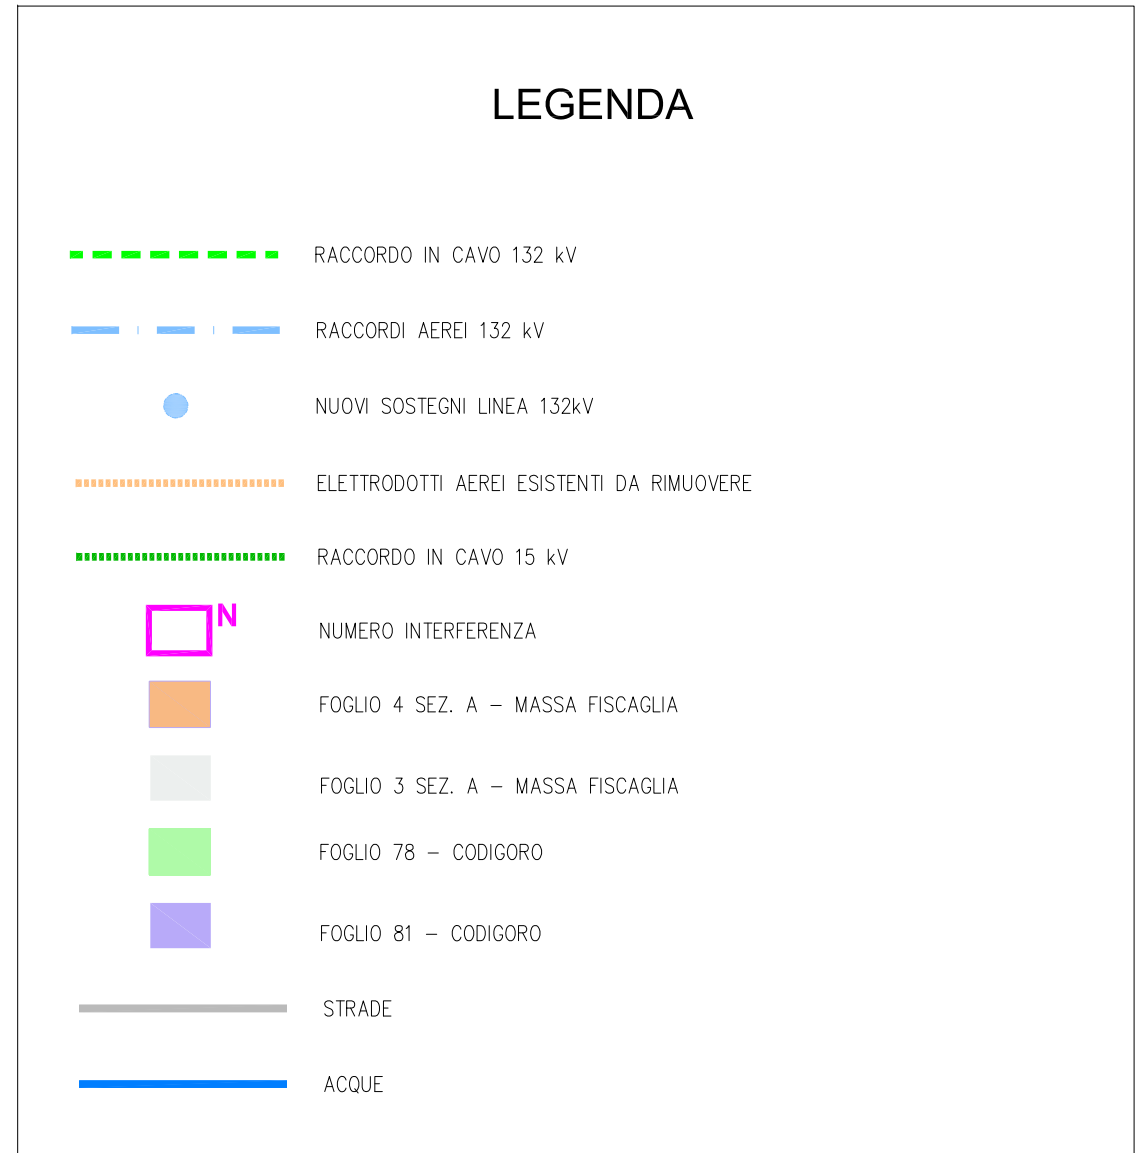 LEGENDA
RACCORDO IN CAVO 132 kV
RACCORDI AEREI 132 kV
NUOVI SOSTEGNI LINEA 132kV
ELETTRODOTTI AEREI ESISTENTI DA RIMUOVERE
RACCORDO IN CAVO 15 kV
N
NUMERO INTERFERENZA
FOGLIO 4 SEZ. A – MASSA FISCAGLIA
FOGLIO 3 SEZ. A – MASSA FISCAGLIA
FOGLIO 78 – CODIGORO
FOGLIO 81 – CODIGORO
STRADE
ACQUE